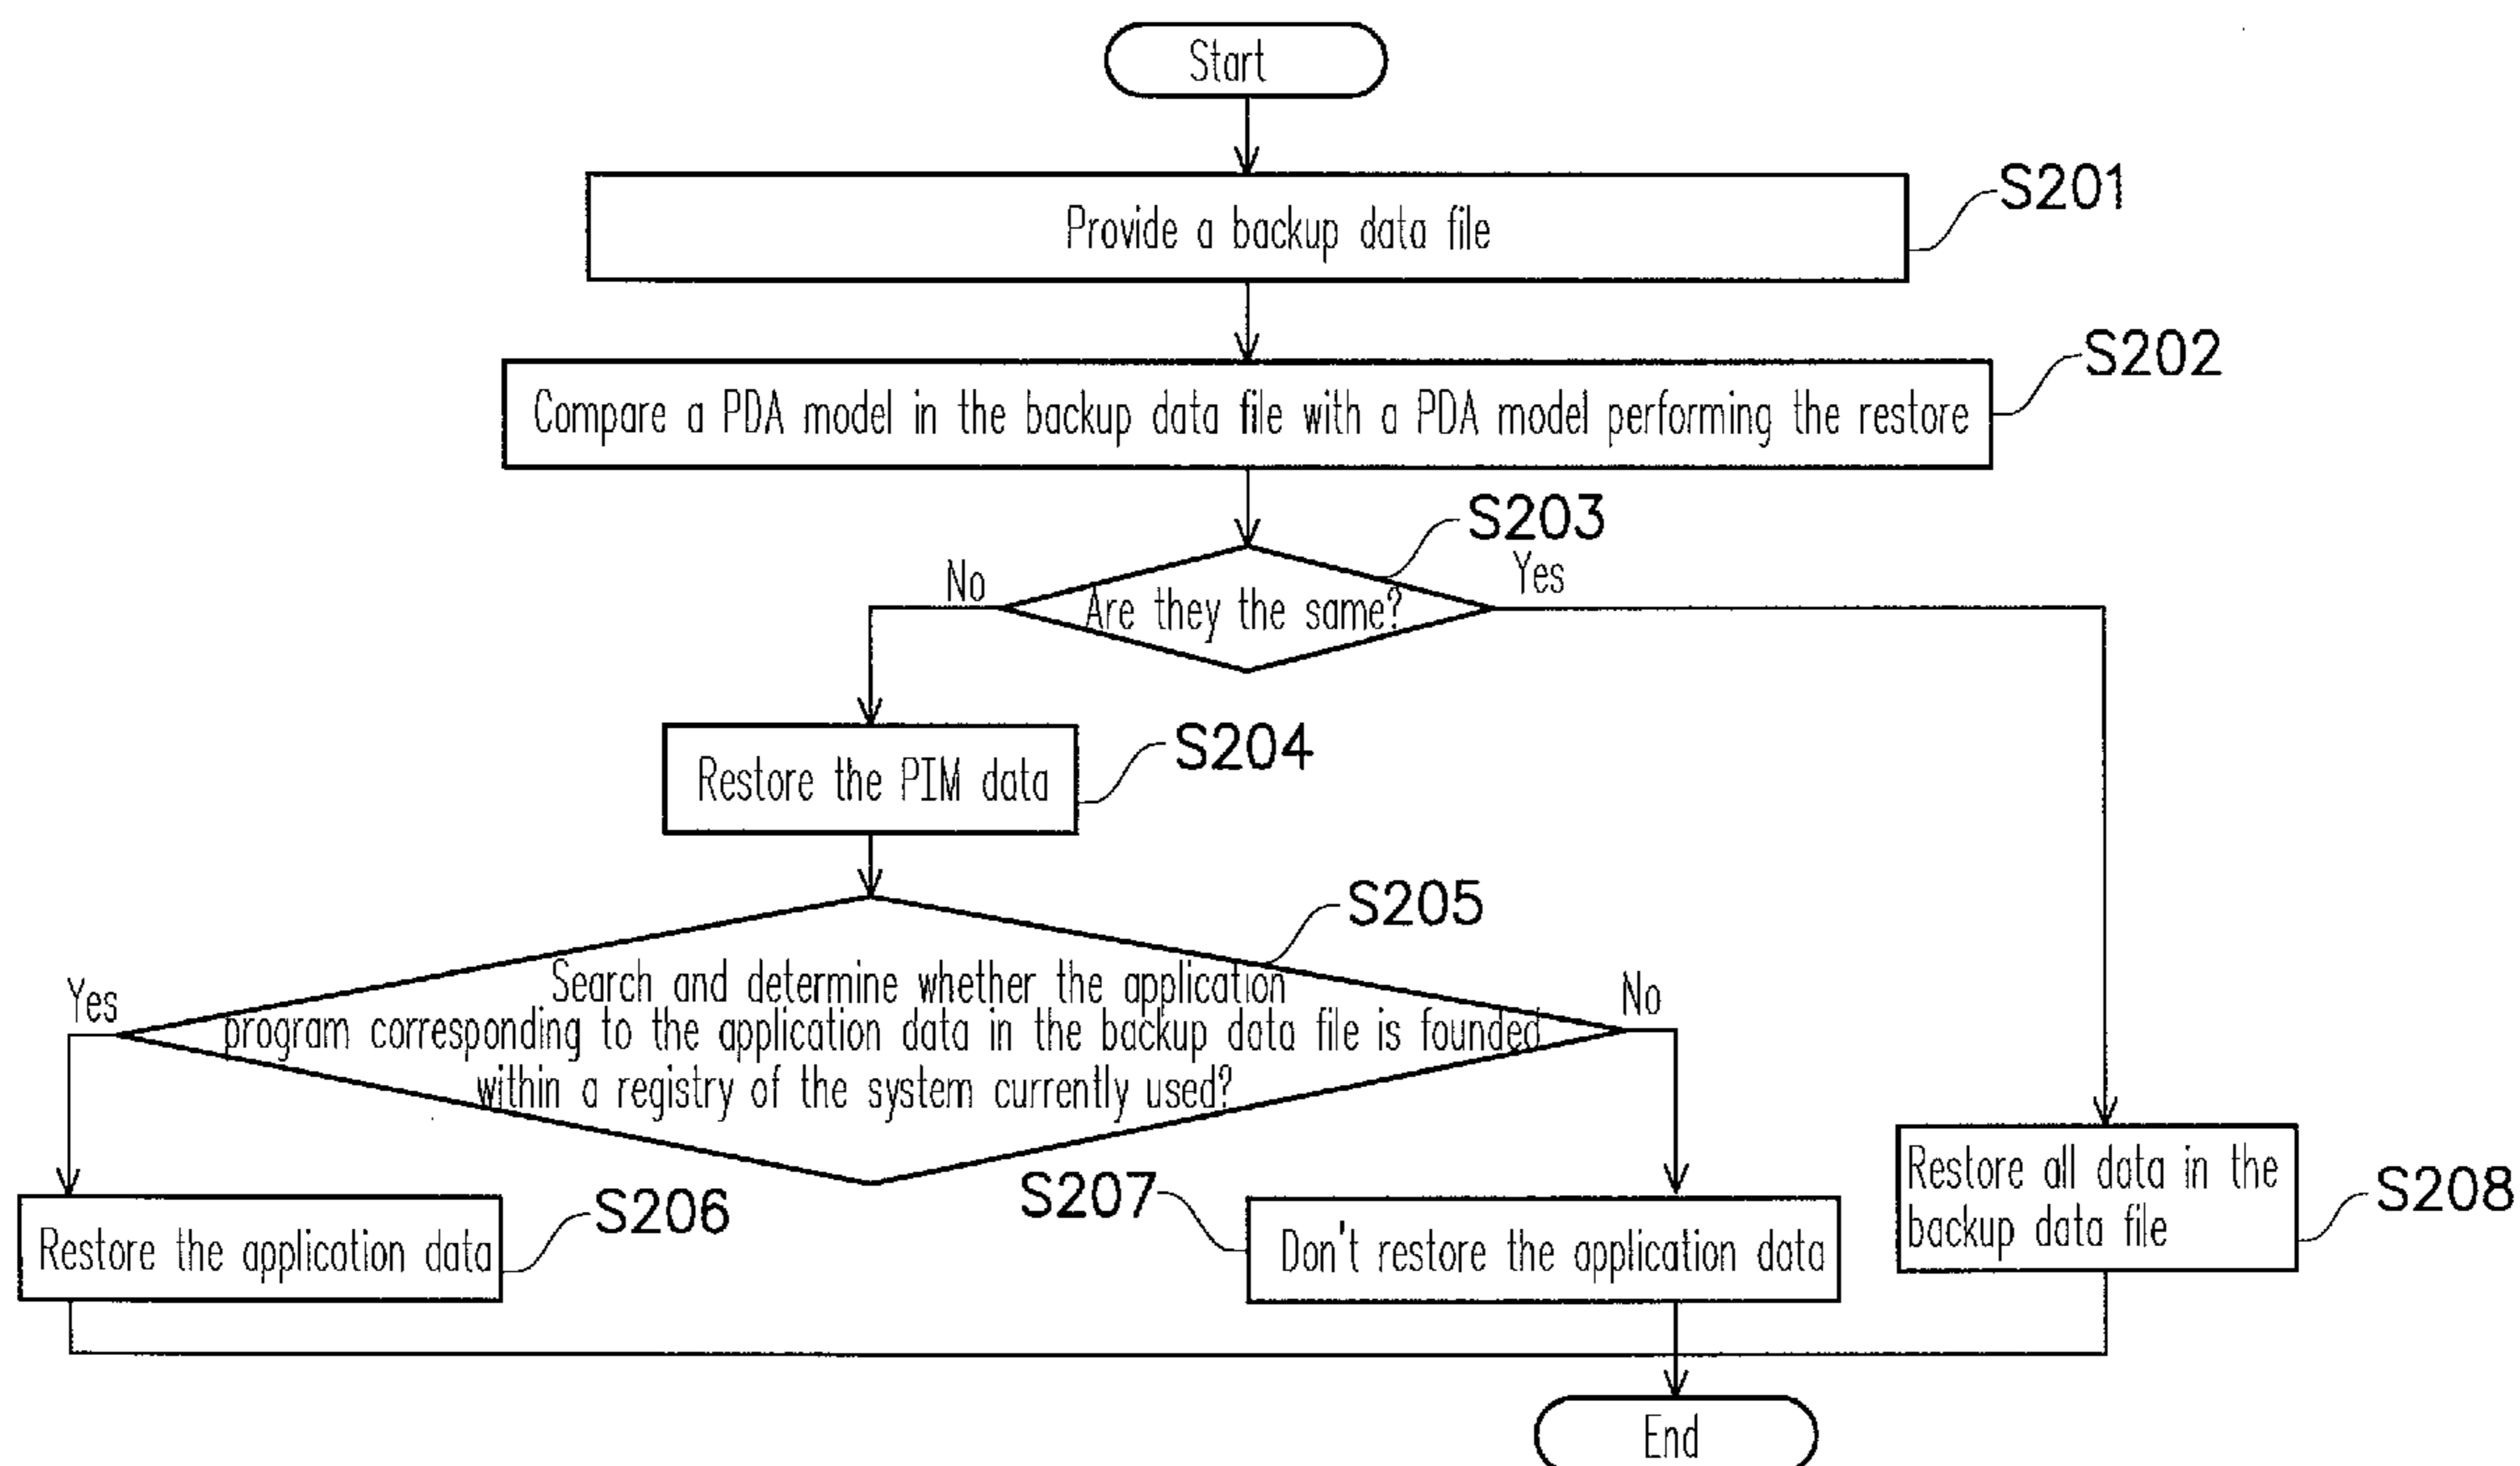 Start
Provide a backup data file
S201
Compare a PDA model in the backup data file with a PDA model performing the restore
S202
S203
No
Are they the same?
Yes
Restore the PIM data
S204
S205
Yes
Search and determine whether the application
program corresponding to the application data in the backup data file is founded
within a registry of the system currently used?
No
Restore the application data
S206
S207
Don't restore the application data
Restore all data in the
backup data file
S208
End